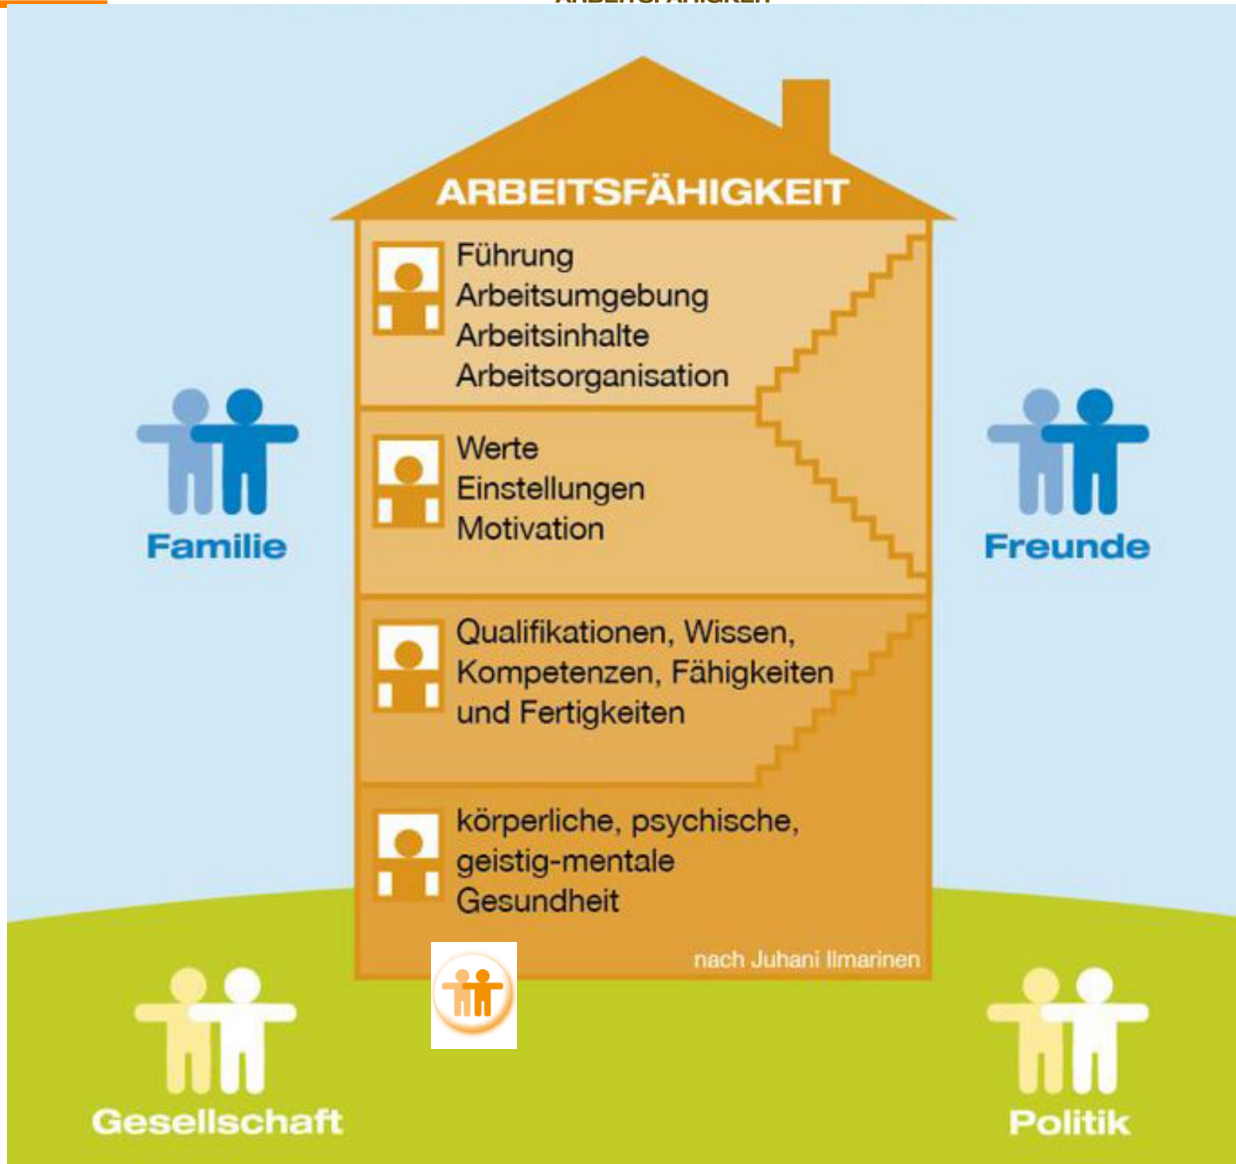 ARBEITSFÄHIGKEIT
ARBEITSFÄHIGKEIT
Führung
Arbeitsumgebung
Arbeitsinhalte
Arbeitsorganisation
Werte
Einstellungen
Motivation
Familie
Freunde
Qualifikationen, Wissen,
Kompetenzen, Fähigkeiten
und Fertigkeiten
körperliche, psychische,
geistig-mentale
Gesundheit
nach Juhani Ilmarinen
Gesellschaft
Politik